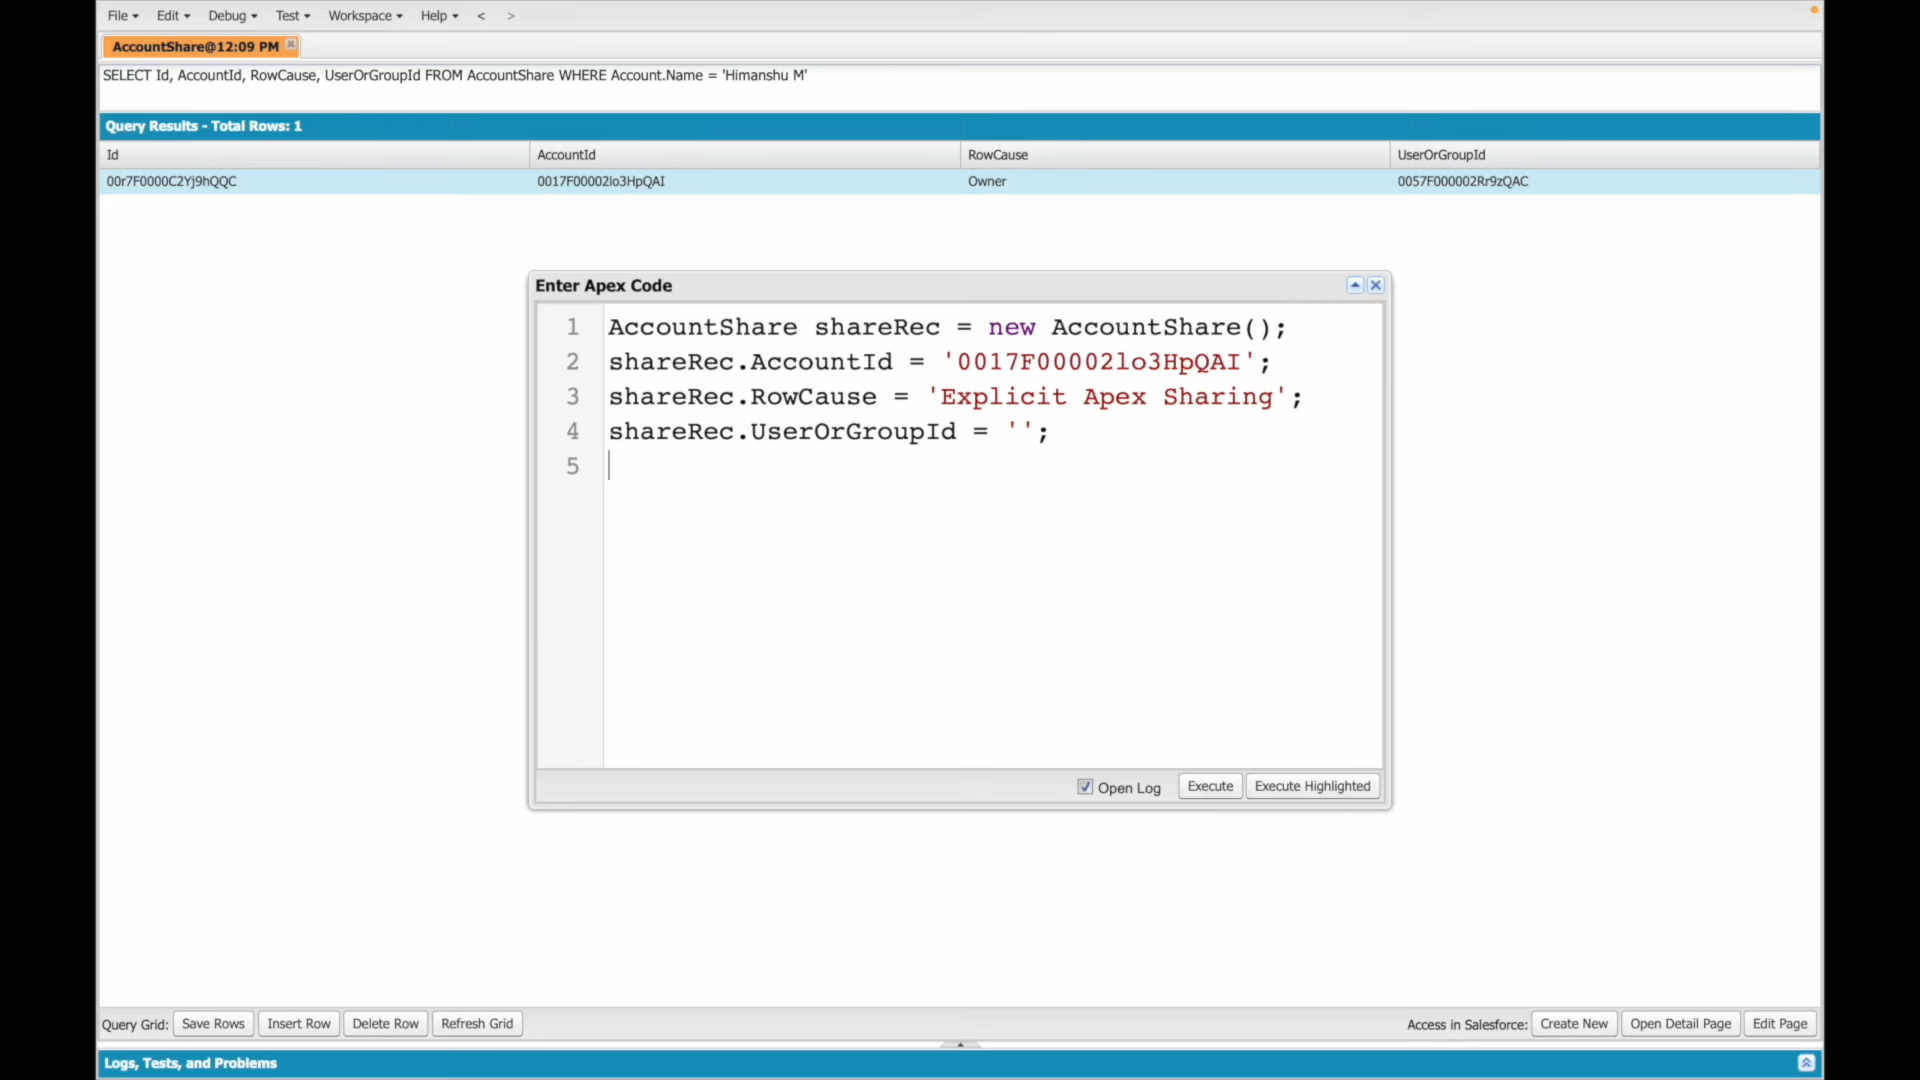 File Edit Debug Test Workspace Help < >
AccountShare@12:09 PM
SELECT Id, AccountId, RowCause, UserOrGroupId FROM AccountShare WHERE Account.Name = 'Himanshu M'
Query Results - Total Rows: 1
Id AccountId RowCause UserOrGroupId
00r7F0000C2Yj9hQQC 0017F00002lo3HpQAI Owner 0057F000002Rr9zQAC
Enter Apex Code
1 AccountShare shareRec = new AccountShare();
2 shareRec.AccountId = '0017F00002lo3HpQAI';
3 shareRec.RowCause = 'Explicit Apex Sharing';
4 shareRec.UserOrGroupId = '';
5
Open Log Execute Execute Highlighted
Query Grid: Save Rows Insert Row Delete Row Refresh Grid Access in Salesforce: Create New Open Detail Page Edit Page
Logs, Tests, and Problems